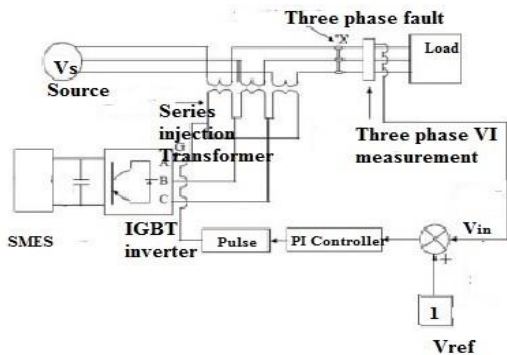 Three phase fault
"X"
Load
Vs
Source
Series
injection
Transformer
Three phase VI
measurement
G
A
B
C
SMES
IGBT
inverter
Pulse
PI Controller
Vin
+
1
Vref